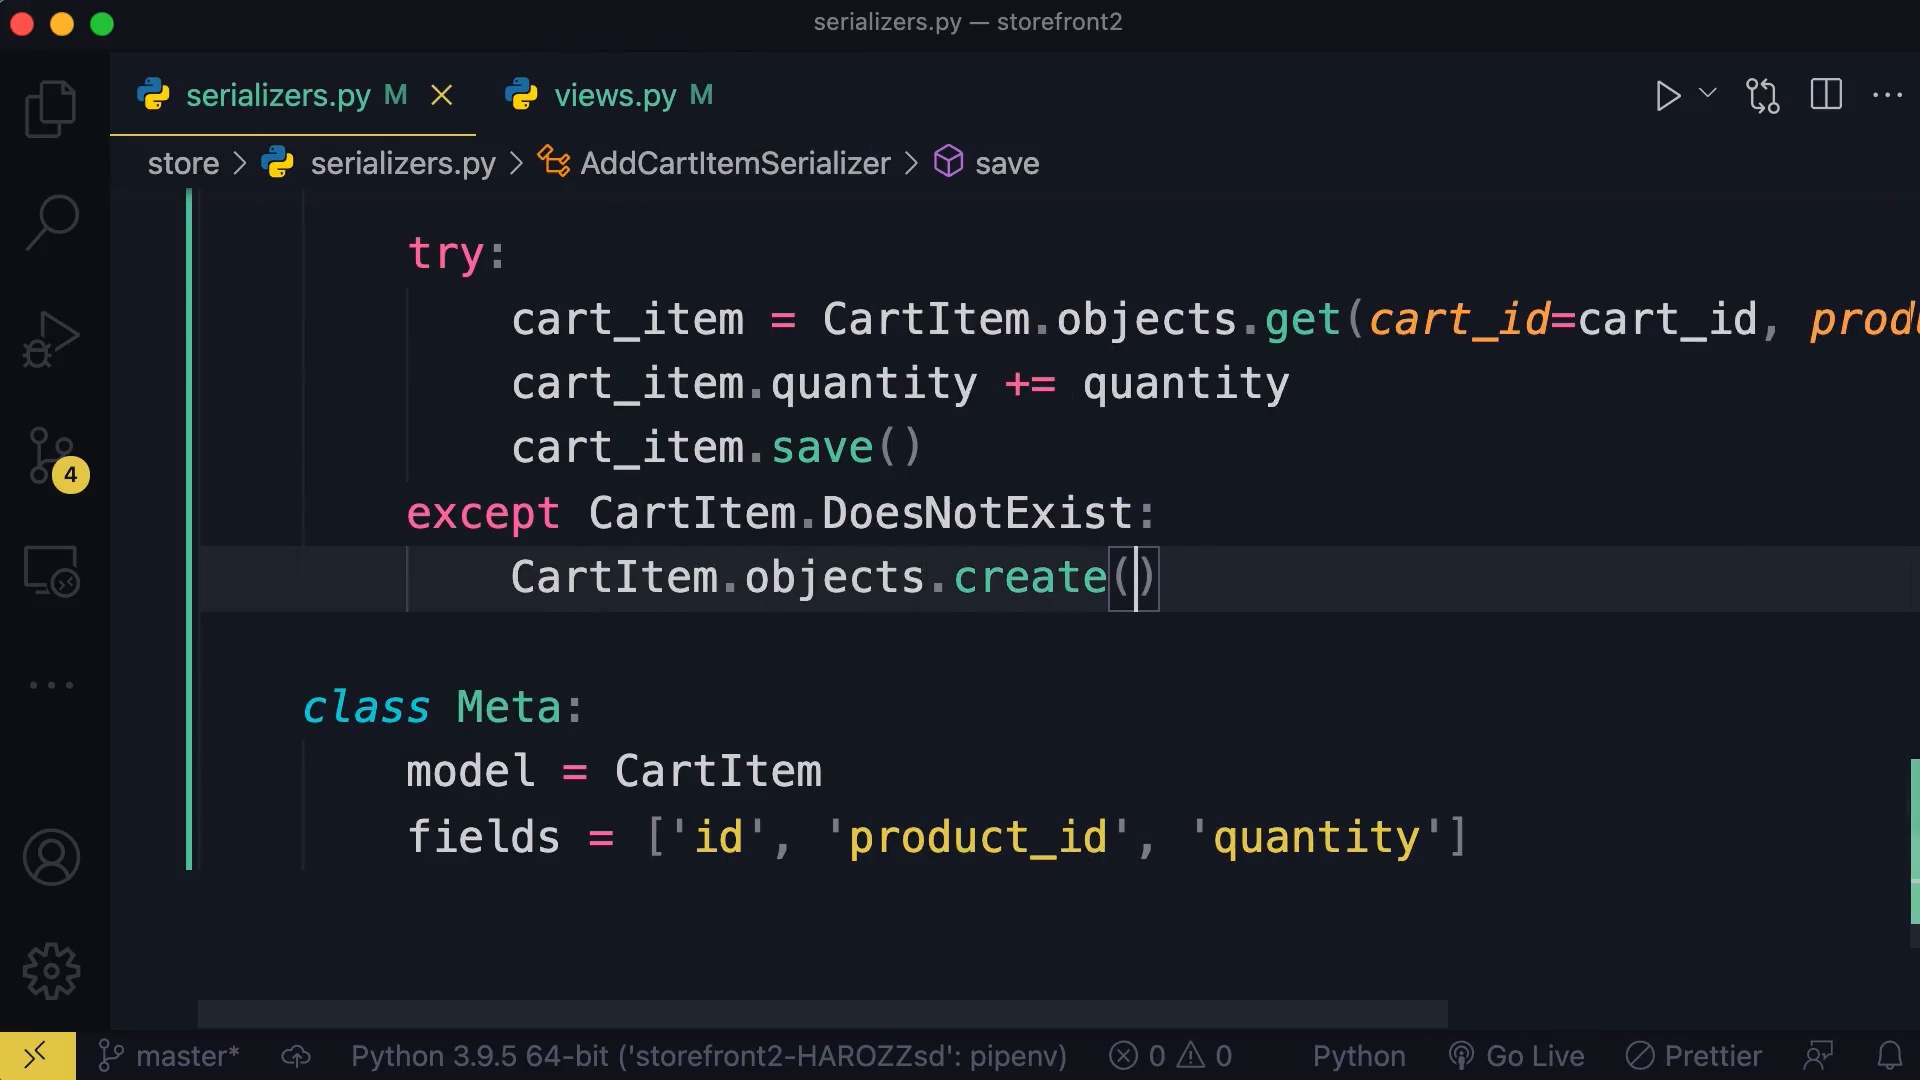 serializers.py — storefront2
serializers.py M views.py M
store > serializers.py > AddCartItemSerializer > save
try:
cart_item = CartItem.objects.get(cart_id=cart_id, prod
cart_item.quantity += quantity
cart_item.save()
except CartItem.DoesNotExist:
CartItem.objects.create()
class Meta:
model = CartItem
fields = ['id', 'product_id', 'quantity']
4
master* Python 3.9.5 64-bit ('storefront2-HAROZZsd': pipenv) 0 0 Python Go Live Prettier